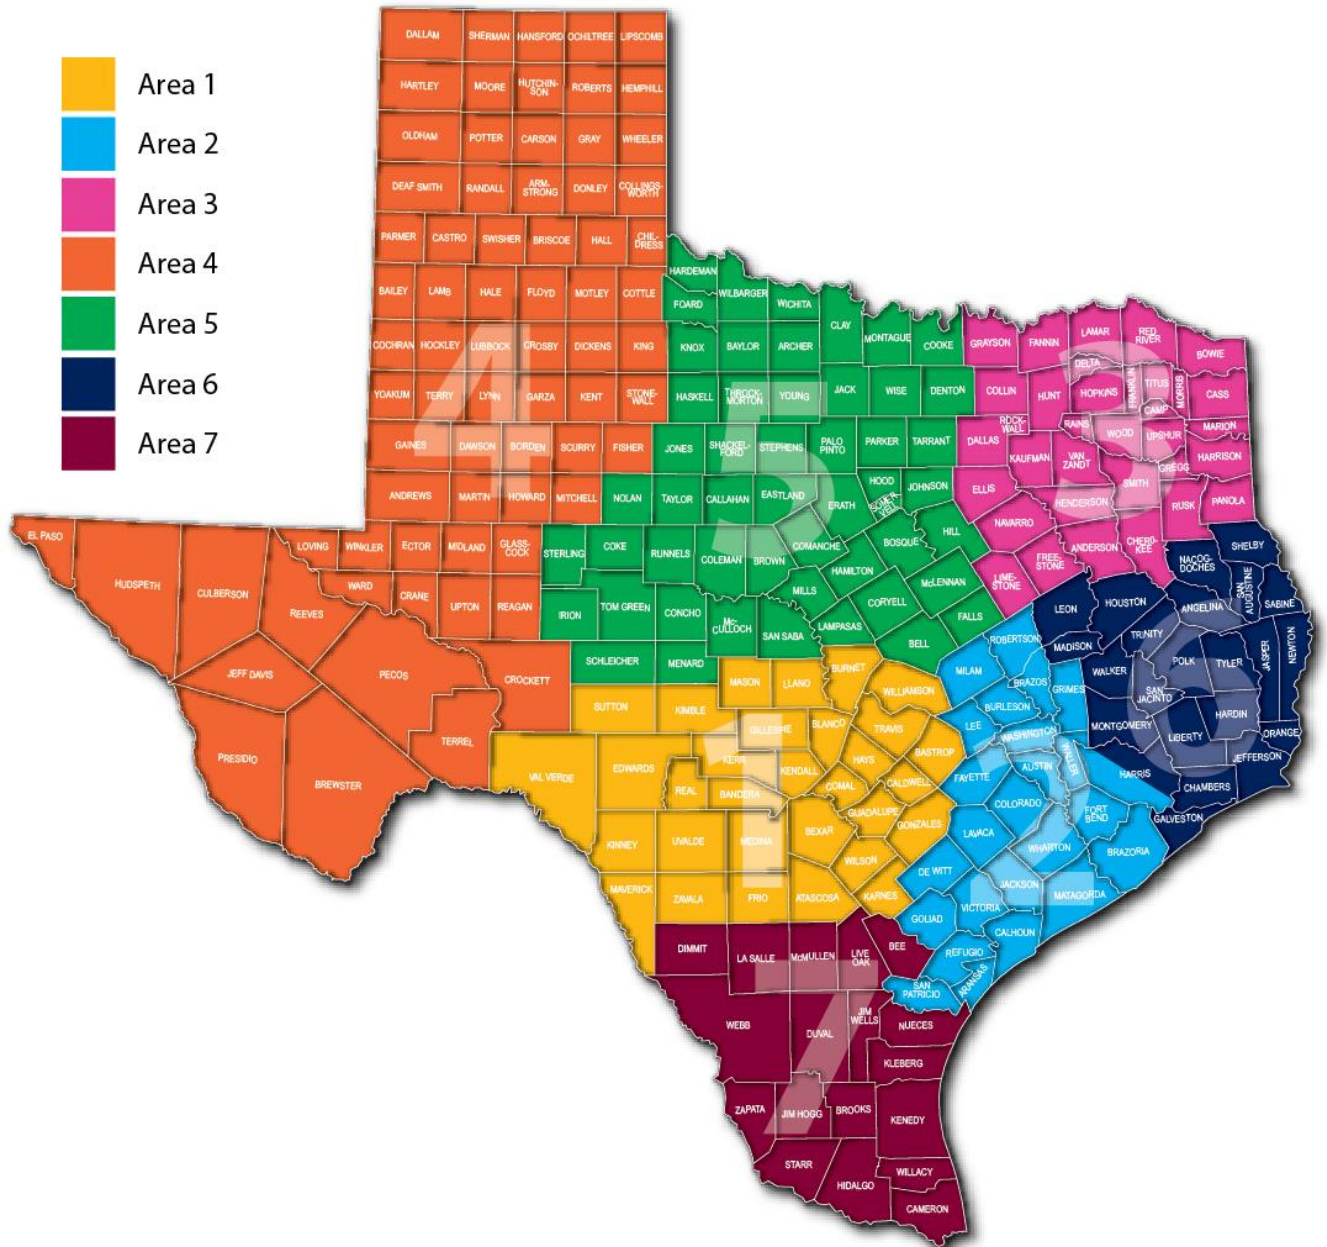 Area 1
Area 2
Area 3
Area 4
Area 5
Area 6
Area 7
DALLAM SHERMAN HANSFORD OCHILTREE LIPSCOMB
HARTLEY MOORE HUTCHIN-
SON ROBERTS HEMPHILL
OLDHAM POTTER CARSON GRAY WHEELER
DEAF SMITH RANDALL ARM-
STRONG DONLEY COLLINGS-
WORTH
PARMER CASTRO SWISHER BRISCOE HALL CHIL-
DRESS
BAILEY LAMB HALE FLOYD MOTLEY COTTLE
HARDEMAN
FOARD WILBARGER WICHITA
CLAY MONTAGUE COOKE
COCHRAN HOCKLEY LUBBOCK CROSBY DICKENS KING
KNOX BAYLOR ARCHER
GRAYSON FANNIN LAMAR RED
RIVER BOWIE
DELTA
YOAKUM TERRY LYNN GARZA KENT STONE-
WALL
HASKELL THROCK-
MORTON YOUNG JACK WISE DENTON
COLLIN HUNT HOPKINS FRANKLIN TITUS MORRIS CASS
CAMP
GAINES DAWSON BORDEN SCURRY FISHER
JONES SHACKEL-
FORD STEPHENS PALO
PINTO PARKER TARRANT
DALLAS ROCK-
WALL RAINS WOOD UPSHUR MARION
KAUFMAN VAN
ZANDT GREGG HARRISON
ANDREWS MARTIN HOWARD MITCHELL
NOLAN TAYLOR CALLAHAN EASTLAND ERATH HOOD SOMER
VELL JOHNSON
ELLIS HENDERSON SMITH RUSK PANOLA
EL PASO HUDSPETH CULBERSON REEVES
LOVING WINKLER ECTOR MIDLAND GLASS-
COCK
STERLING COKE RUNNELS COLEMAN BROWN COMANCHE BOSQUE HILL
NAVARRO ANDERSON CHERO-
KEE
LIME-
STONE FREE-
STONE
NACOG-
DOCHES SHELBY
SAN
AUGUSTINE SABINE
WARD CRANE UPTON REAGAN
IRION TOM GREEN CONCHO Mc-
CULLOCH SAN SABA MILLS HAMILTON McLENNAN
CORYELL FALLS LAMPASAS BELL
LEON HOUSTON ANGELINA
MADISON TRINITY
WALKER POLK TYLER JASPER NEWTON
SAN
JACINTO
MONTGOMERY LIBERTY HARDIN ORANGE
JEFFERSON CHAMBERS GALVESTON
JEFF DAVIS PECOS CROCKETT
SCHLEICHER MENARD
PRESIDIO BREWSTER TERREL
MASON LLANO BURNET WILLIAMSON
SUTTON KIMBLE GILLESPIE BLANCO TRAVIS BASTROP
VAL VERDE EDWARDS KERR KENDALL HAYS CALDWELL
REAL BANDERA COMAL GUADALUPE GONZALES
KINNEY UVALDE MEDINA BEXAR WILSON
MAVERICK ZAVALA FRIO ATASCOSA KARNES
ROBERTSON MILAM BRAZOS GRIMES
BURLESON LEE WASHINGTON
FAYETTE AUSTIN WALLER HARRIS
COLORADO FORT
BEND
LAVACA WHARTON BRAZORIA
DE WITT JACKSON MATAGORDA
GOLIAD VICTORIA CALHOUN
REFUGIO ARANSAS
SAN
PATRICIO
DIMMIT LA SALLE McMULLEN LIVE
OAK BEE
WEBB DUVAL JIM
WELLS NUECES
KLEBERG
ZAPATA JIM HOGG BROOKS KENEDY
STARR HIDALGO WILLACY
CAMERON
4
5
3
6
1
2
7